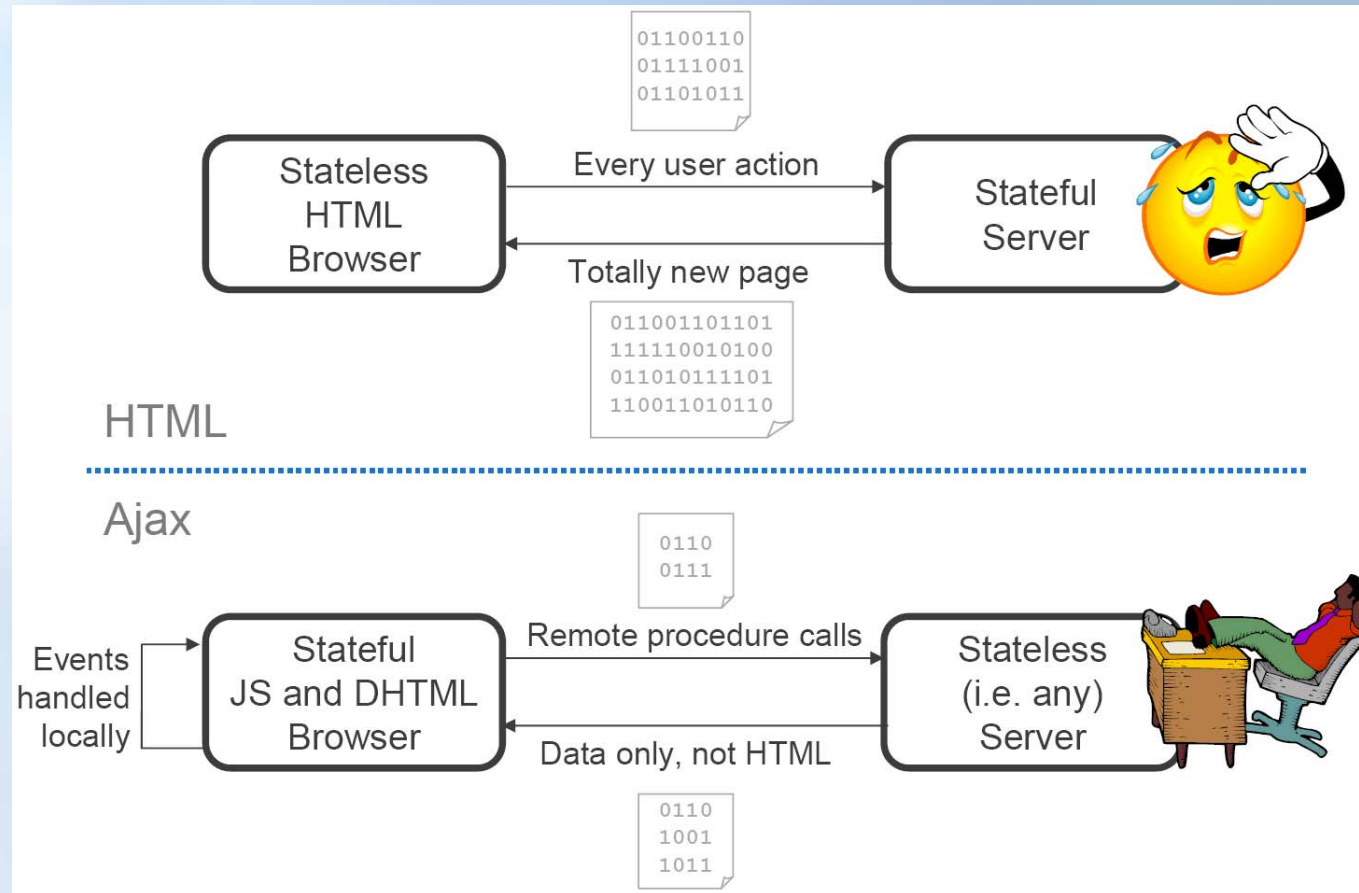 01100110
01111001
01101011
Stateless
HTML
Browser
Every user action
Stateful
Server
Totally new page
011001101101
111110010100
011010111101
110011010110
HTML
Ajax
0110
0111
Events
handled
locally
Stateful
JS and DHTML
Browser
Remote procedure calls
Stateless
(i.e. any)
Server
Data only, not HTML
0110
1001
1011